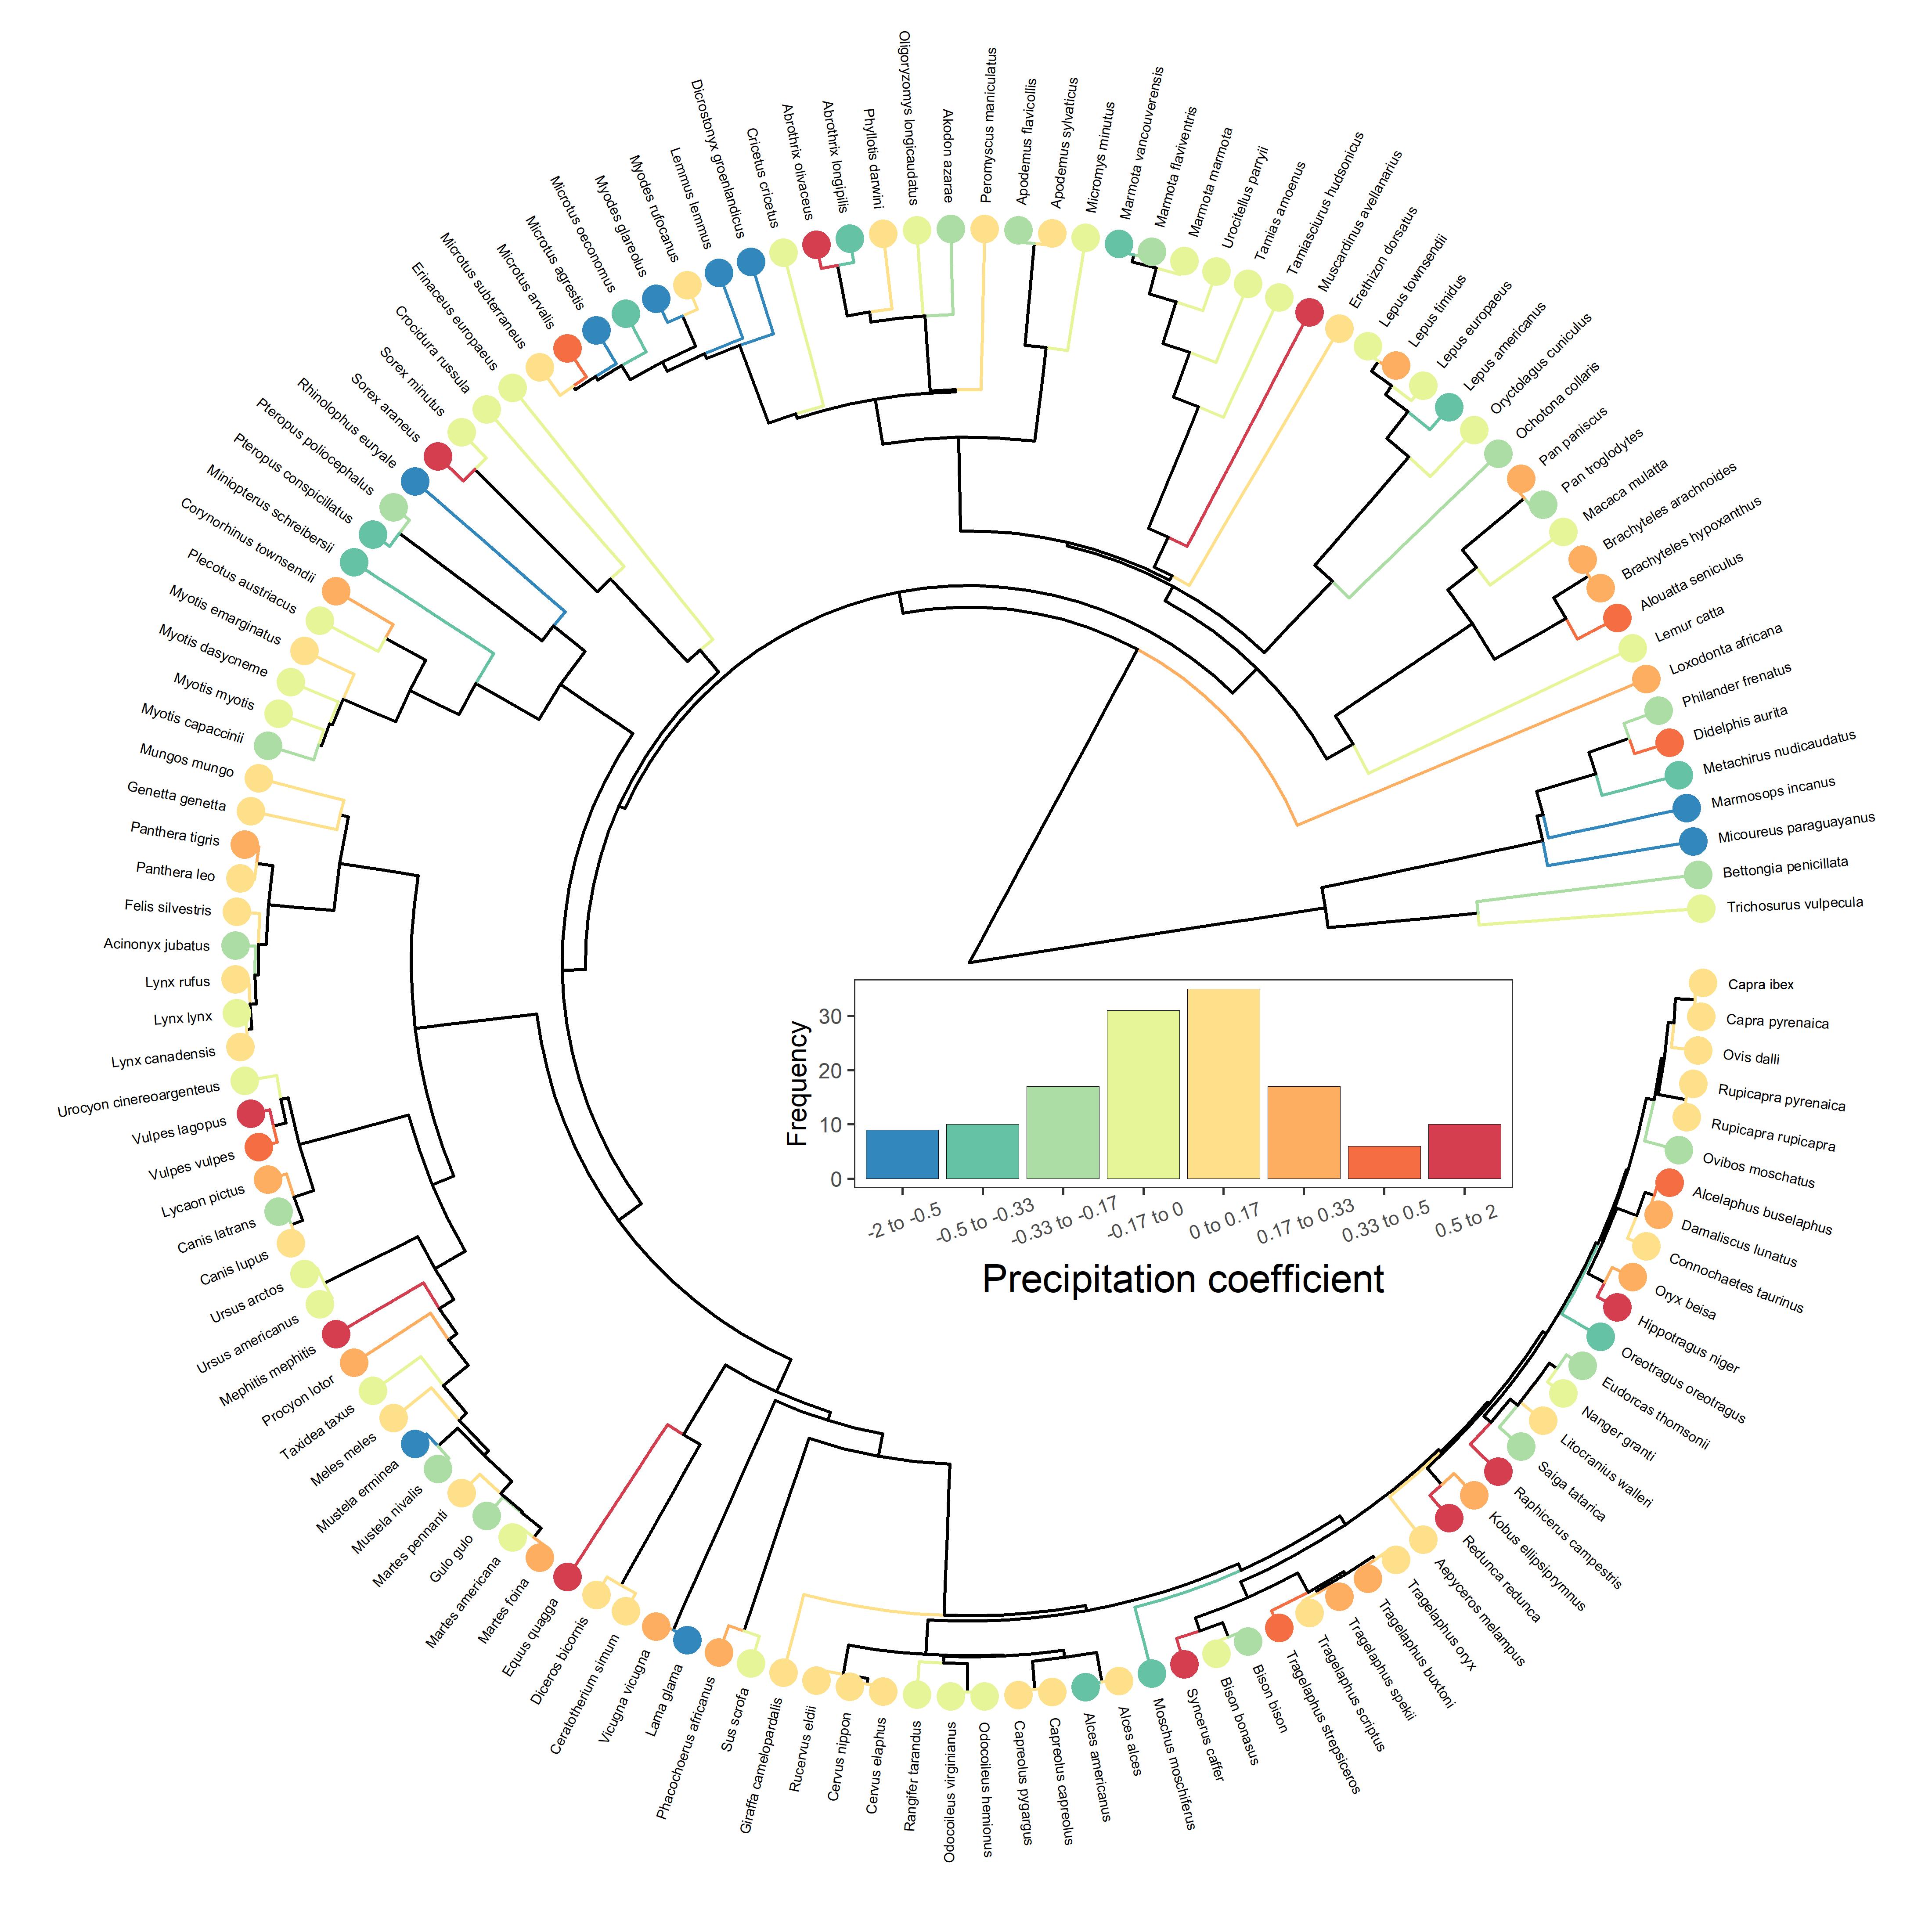 Oligoryzomys longicaudatus
Akodon azarae
Peromyscus maniculatus
Apodemus flavicollis
Apodemus sylvaticus
Micromys minutus
Marmota vancouverensis
Marmota flaviventris
Marmota marmota
Urocitellus parryii
Tamias amoenus
Tamiasciurus hudsonicus
Muscardinus avellanarius
Erethizon dorsatus
Lepus townsendii
Lepus timidus
Lepus europaeus
Lepus americanus
Oryctolagus cuniculus
Ochotona collaris
Pan paniscus
Pan troglodytes
Macaca mulatta
Brachyteles arachnoides
Brachyteles hypoxanthus
Alouatta seniculus
Lemur catta
Loxodonta africana
Philander frenatus
Didelphis aurita
Metachirus nudicaudatus
Marmosops incanus
Micoureus paraguayanus
Bettongia penicillata
Trichosurus vulpecula
Capra ibex
Capra pyrenaica
Ovis dalli
Rupicapra pyrenaica
Rupicapra rupicapra
Ovibos moschatus
Alcelaphus buselaphus
Damaliscus lunatus
Connochaetes taurinus
Oryx beisa
Hippotragus niger
Oreotragus oreotragus
Eudorcas thomsonii
Nanger granti
Litocranius walleri
Saiga tatarica
Raphicerus campestris
Kobus ellipsiprymnus
Redunca redunca
Aepyceros melampus
Tragelaphus oryx
Tragelaphus buxtoni
Tragelaphus spekii
Tragelaphus scriptus
Tragelaphus strepsiceros
Bison bison
Bison bonasus
Syncerus caffer
Moschus moschiferus
Alces alces
Alces americanus
Capreolus capreolus
Capreolus pygargus
Odocoileus hemionus
Odocoileus virginianus
Rangifer tarandus
Cervus elaphus
Cervus nippon
Rucervus eldii
Giraffa camelopardalis
Sus scrofa
Phacochoerus africanus
Lama glama
Vicugna vicugna
Ceratotherium simum
Diceros bicornis
Equus quagga
Martes foina
Martes americana
Gulo gulo
Martes pennanti
Mustela nivalis
Mustela erminea
Meles meles
Taxidea taxus
Procyon lotor
Mephitis mephitis
Ursus americanus
Ursus arctos
Canis lupus
Canis latrans
Lycaon pictus
Vulpes vulpes
Vulpes lagopus
Urocyon cinereoargenteus
Lynx canadensis
Lynx lynx
Lynx rufus
Acinonyx jubatus
Felis silvestris
Panthera leo
Panthera tigris
Genetta genetta
Mungos mungo
Myotis capaccinii
Myotis myotis
Myotis dasycneme
Myotis emarginatus
Plecotus austriacus
Corynorhinus townsendii
Miniopterus schreibersii
Pteropus conspicillatus
Pteropus poliocephalus
Rhinolophus euryale
Sorex araneus
Sorex minutus
Crocidura russula
Erinaceus europaeus
Microtus subterraneus
Microtus arvalis
Microtus agrestis
Microtus oeconomus
Myodes glareolus
Myodes rufocanus
Lemmus lemmus
Dicrostonyx groenlandicus
Cricetus cricetus
Abrothrix olivaceus
Abrothrix longipilis
Phyllotis darwini
Frequency
30
20
10
0
-2 to -0.5
-0.5 to -0.33
-0.33 to -0.17
-0.17 to 0
0 to 0.17
0.17 to 0.33
0.33 to 0.5
0.5 to 2
Precipitation coefficient